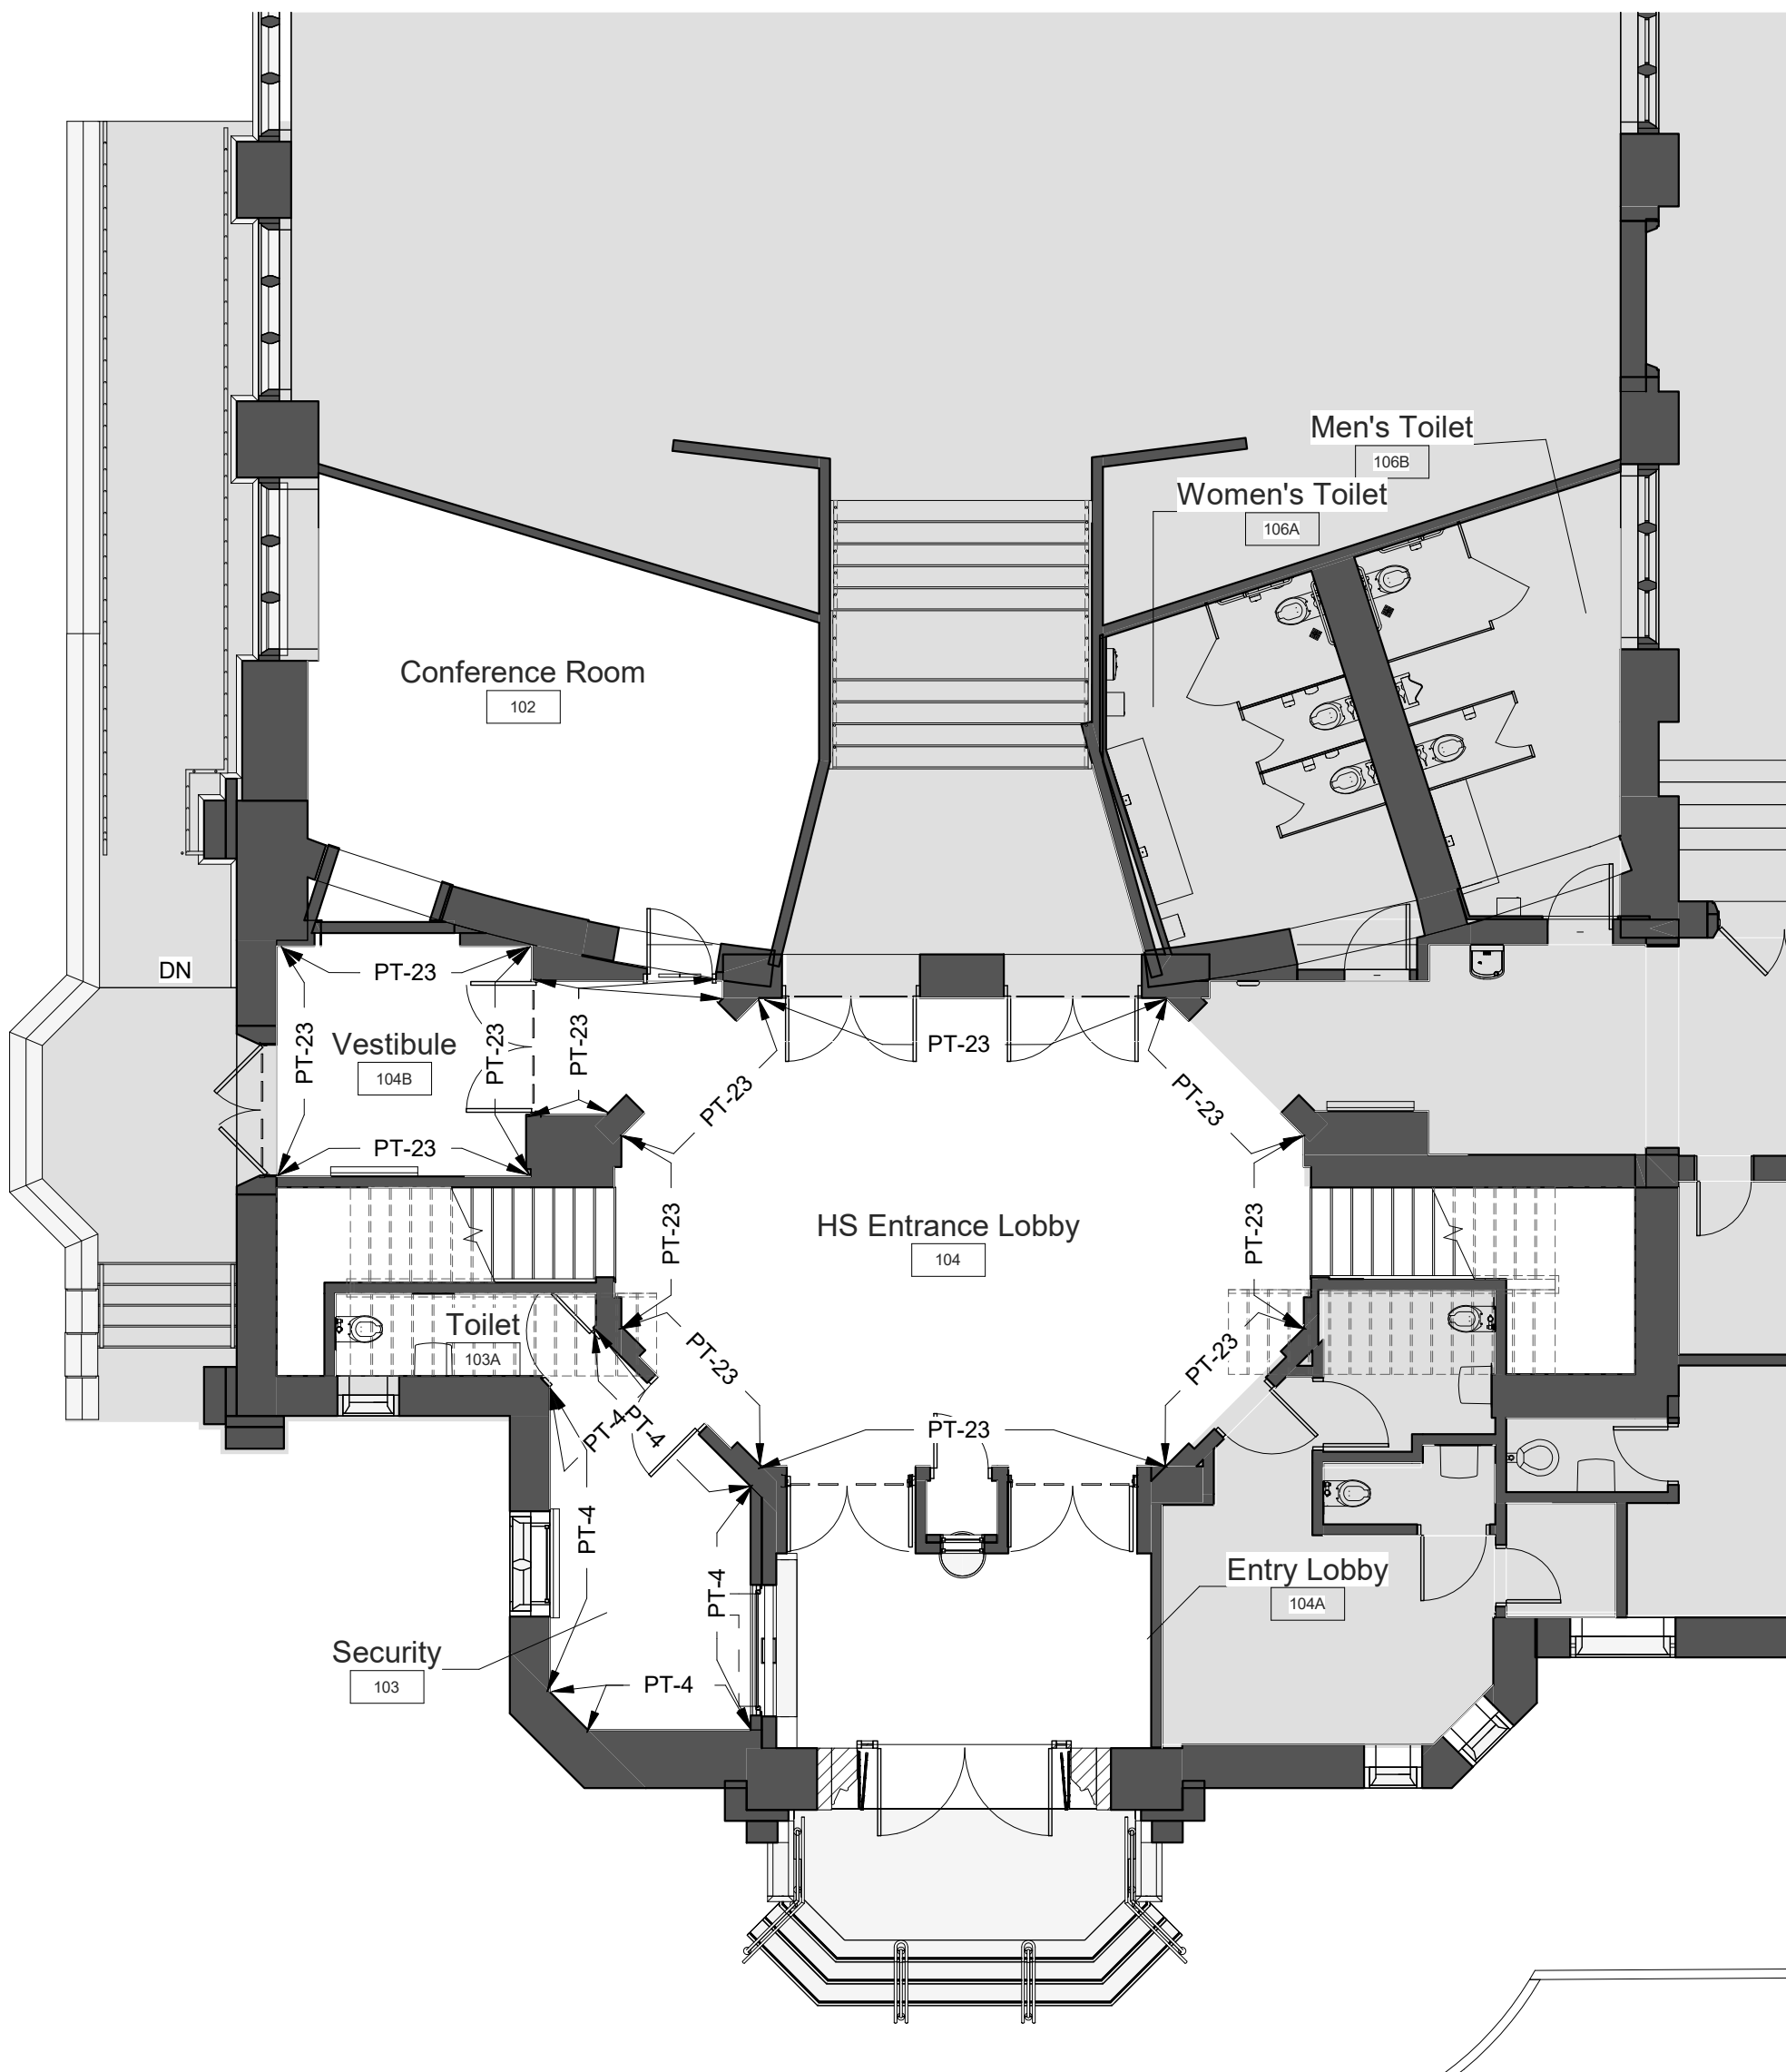 Men's Toilet
106B
Women's Toilet
106A
Conference Room
102
DN
PT-23
PT-23
Vestibule
104B
PT-23
PT-23
PT-23
PT-23
PT-23
PT-23
PT-23
PT-23
HS Entrance Lobby
104
PT-23
Toilet
103A
PT-23
PT-23
PT-4
PT-4
PT-23
PT-4
PT-4
Entry Lobby
104A
Security
103
PT-4